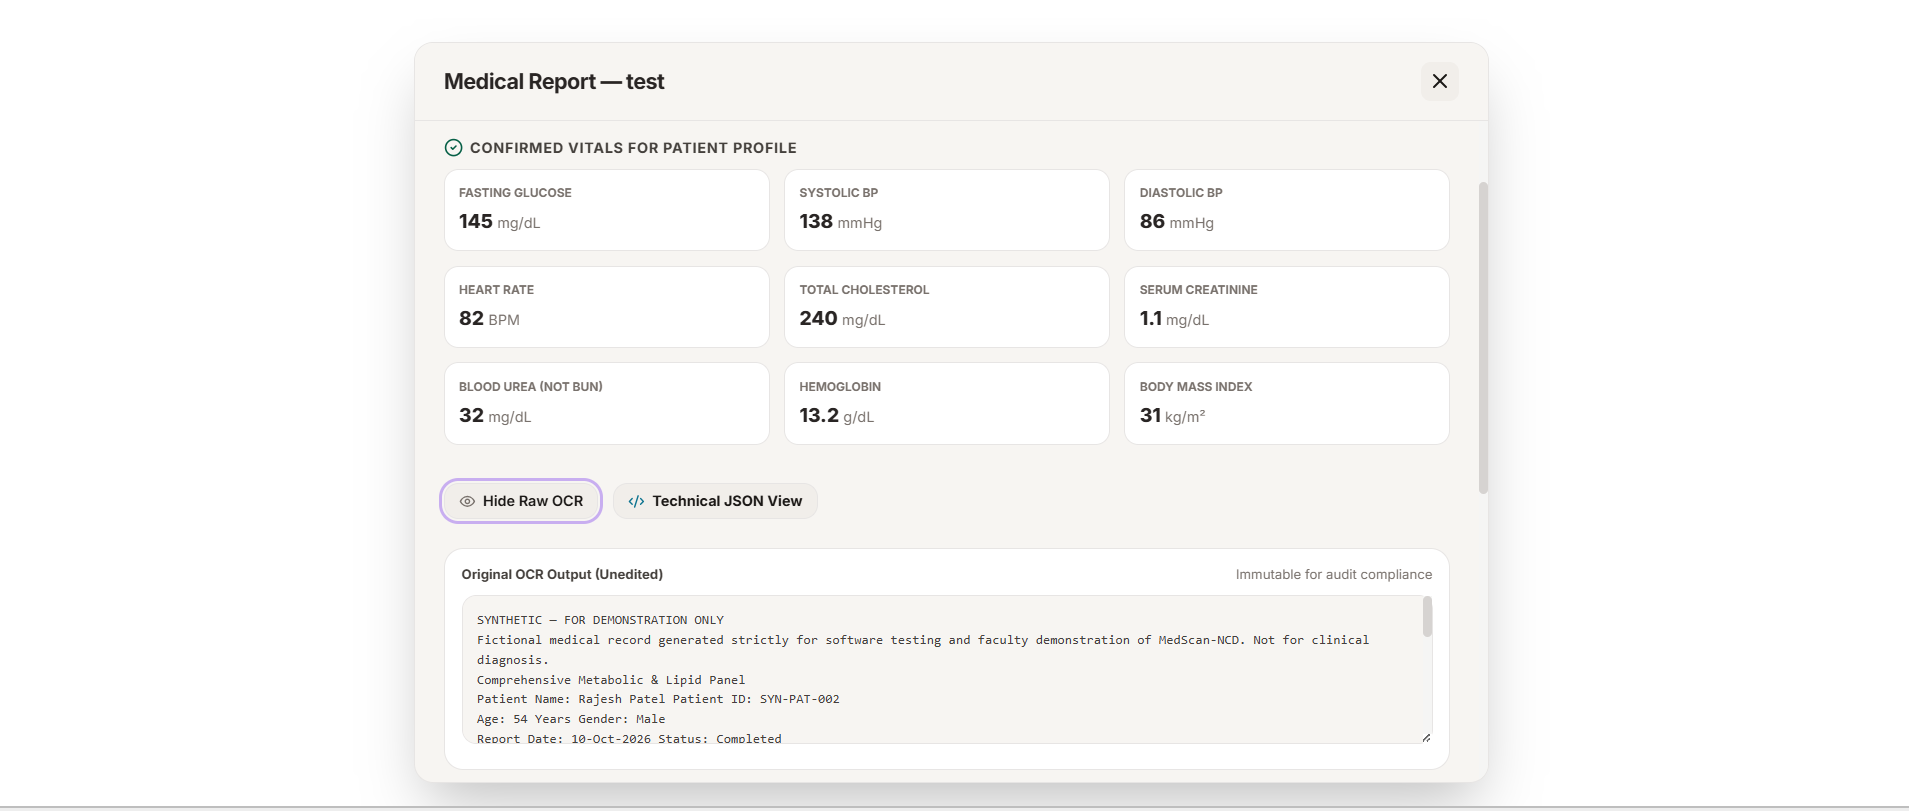 Medical Report — test
CONFIRMED VITALS FOR PATIENT PROFILE
FASTING GLUCOSE
145 mg/dL
SYSTOLIC BP
138 mmHg
DIASTOLIC BP
86 mmHg
HEART RATE
82 BPM
TOTAL CHOLESTEROL
240 mg/dL
SERUM CREATININE
1.1 mg/dL
BLOOD UREA (NOT BUN)
32 mg/dL
HEMOGLOBIN
13.2 g/dL
BODY MASS INDEX
31 kg/m²
Hide Raw OCR
</> Technical JSON View
Original OCR Output (Unedited)
Immutable for audit compliance
SYNTHETIC — FOR DEMONSTRATION ONLY
Fictional medical record generated strictly for software testing and faculty demonstration of MedScan-NCD. Not for clinical
diagnosis.
Comprehensive Metabolic & Lipid Panel
Patient Name: Rajesh Patel Patient ID: SYN-PAT-002
Age: 54 Years Gender: Male
Report Date: 10-Oct-2026 Status: Completed